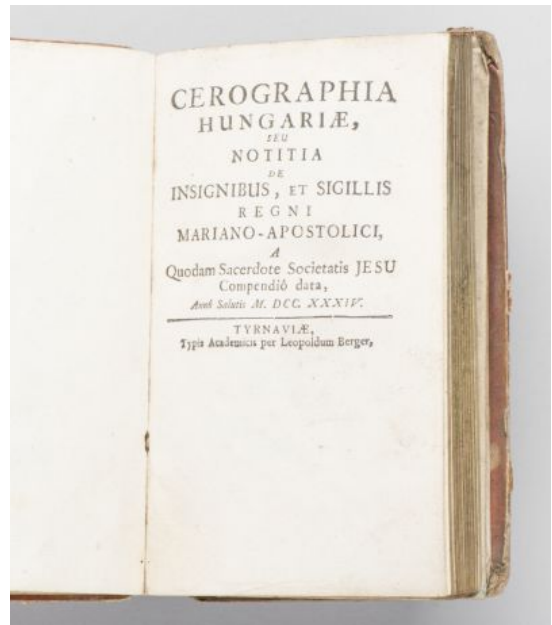 CEROGRAPHIA
HUNGARIÆ,
SEU
NOTITIA
DE
INSIGNIBUS, ET SIGILLIS
REGNI
MARIANO-APOSTOLICI,
A
Quodam Sacerdote Societatis JESU
Compendiô data,
Annô Salutis M. DCC. XXXIV.
TYRNAVIÆ,
Typis Academicis per Leopoldum Berger,